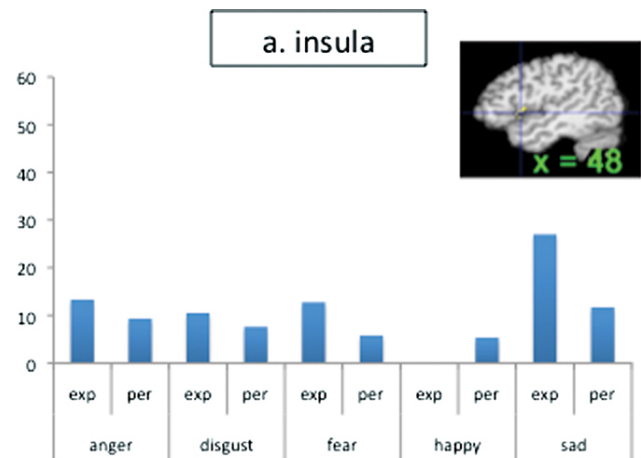 a. insula
x = 48
60
50
40
30
20
10
0
exp per exp per exp per exp per exp per
anger disgust fear happy sad